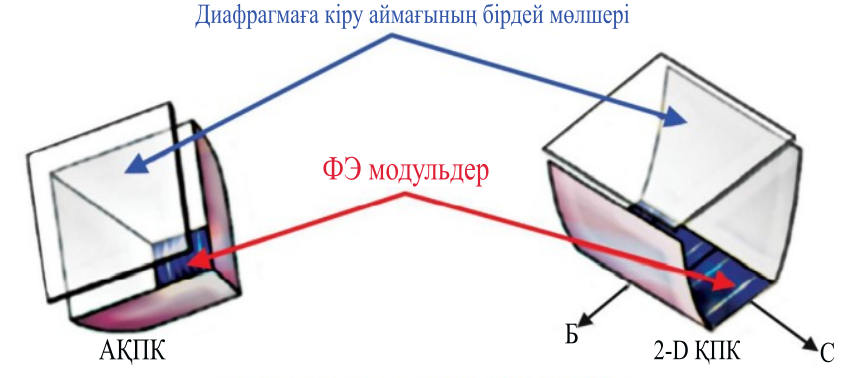 Диафрагмаға кіру аймағының бірдей мөлшері
ФЭ модульдер
Б
АҚПК
2-D ҚПК
С